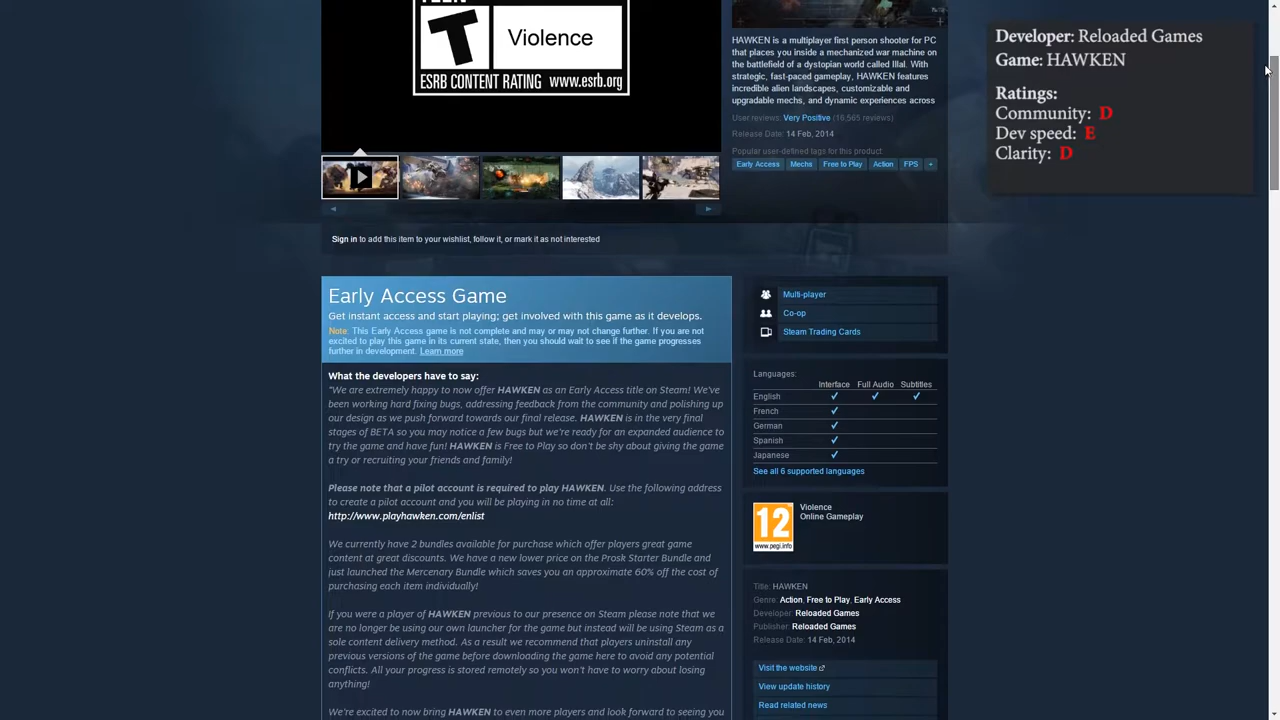 TEEN
T
Violence
ESRB CONTENT RATING www.esrb.org
HAWKEN is a multiplayer first person shooter for PC
that places you inside a mechanized war machine on
the battlefield of a dystopian world called Illal. With
strategic, fast-paced gameplay, HAWKEN features
incredible alien landscapes, customizable and
upgradable mechs, and dynamic experiences across
User reviews: Very Positive (16,565 reviews)
Release Date: 14 Feb, 2014
Popular user-defined tags for this product
Early Access Mechs Free to Play Action FPS +
Developer: Reloaded Games
Game: HAWKEN
Ratings:
Community: D
Dev speed: E
Clarity: D
Sign in to add this item to your wishlist, follow it, or mark it as not interested
Early Access Game
Get instant access and start playing; get involved with this game as it develops.
Note: This Early Access game is not complete and may or may not change further. If you are not
excited to play this game in its current state, then you should wait to see if the game progresses
further in development. Learn more
What the developers have to say:
"We are extremely happy to now offer HAWKEN as an Early Access title on Steam! We've
been working hard fixing bugs, addressing feedback from the community and polishing up
our design as we push forward towards our final release. HAWKEN is in the very final
stages of BETA so you may notice a few bugs but we're ready for an expanded audience to
try the game and have fun! HAWKEN is Free to Play so don't be shy about giving the game
a try or recruiting your friends and family!
Please note that a pilot account is required to play HAWKEN. Use the following address
to create a pilot account and you will be playing in no time at all:
http://www.playhawken.com/enlist
We currently have 2 bundles available for purchase which offer players great game
content at great discounts. We have a new lower price on the Prosk Starter Bundle and
just launched the Mercenary Bundle which saves you an approximate 60% off the cost of
purchasing each item individually!
If you were a player of HAWKEN previous to our presence on Steam please note that we
are no longer be using our own launcher for the game but instead will be using Steam as a
sole content delivery method. As a result we recommend that players uninstall any
previous versions of the game before downloading the game here to avoid any potential
conflicts. All your progress is stored remotely so you won't have to worry about losing
anything!
We're excited to now bring HAWKEN to even more players and look forward to seeing you
Multi-player
Co-op
Steam Trading Cards
Languages:
Interface Full Audio Subtitles
English ✓ ✓ ✓
French ✓
German ✓
Spanish ✓
Japanese ✓
See all 6 supported languages
12
www.pegi.info
Violence
Online Gameplay
Title: HAWKEN
Genre: Action, Free to Play, Early Access
Developer: Reloaded Games
Publisher: Reloaded Games
Release Date: 14 Feb, 2014
Visit the website
View update history
Read related news